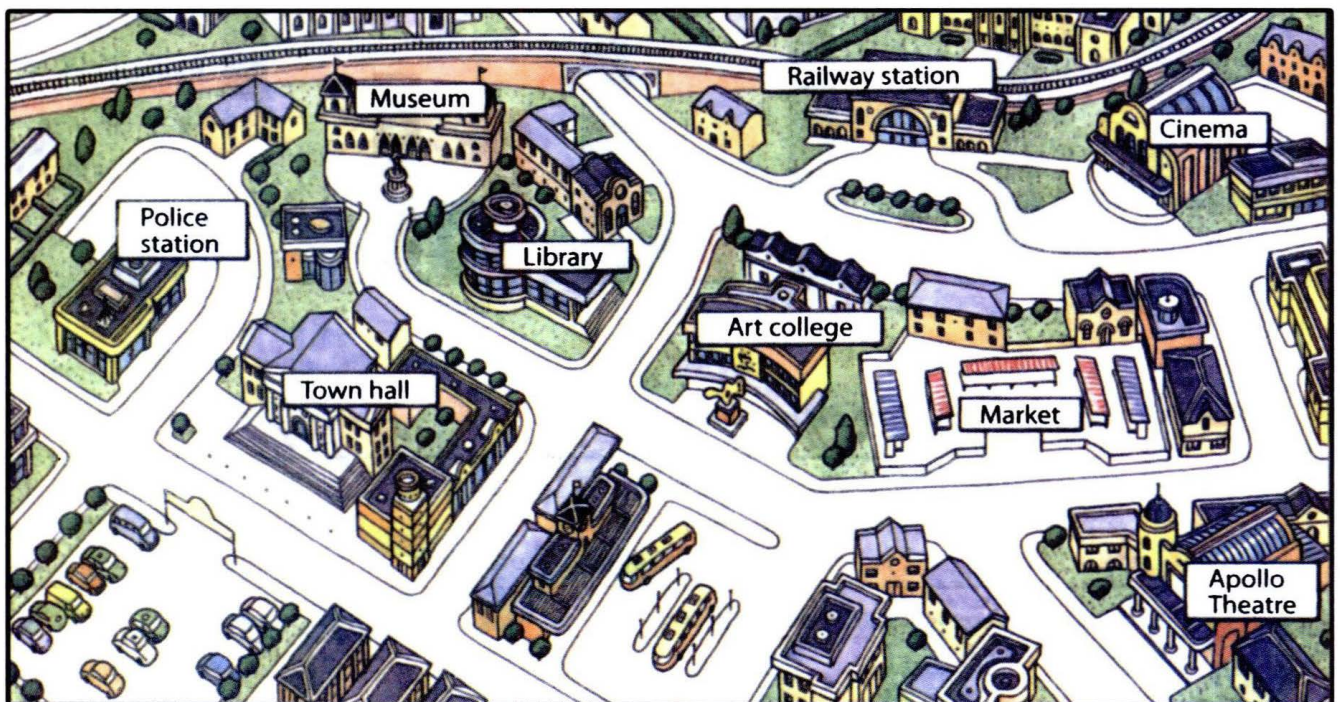 Railway station
Museum
Cinema
Police
station
Library
Art college
Town hall
Market
Apollo
Theatre